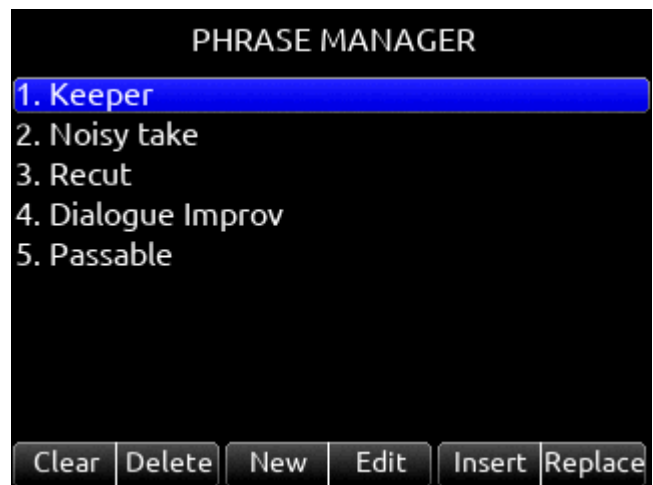 PHRASE MANAGER
1. Keeper
2. Noisy take
3. Recut
4. Dialogue Improv
5. Passable
Clear Delete New Edit Insert Replace